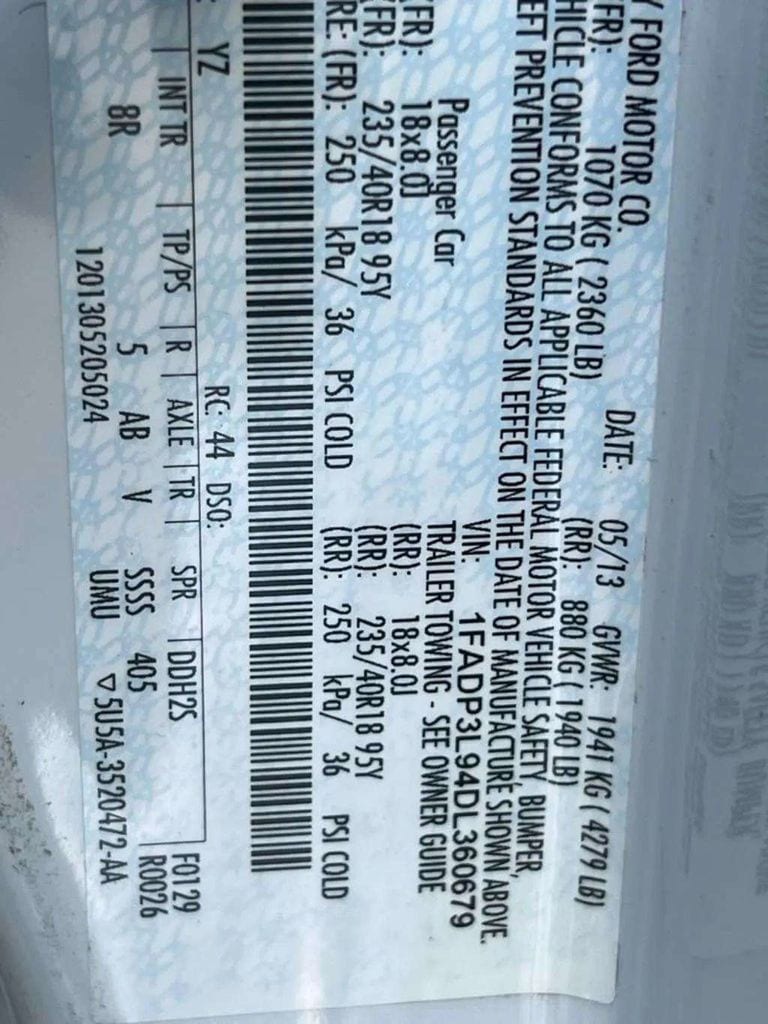 Y FORD MOTOR CO.
DATE: 05/13 GVWR: 1941 KG ( 4279 LB)
(FR): 1070 KG ( 2360 LB) (RR): 880 KG ( 1940 LB)
HICLE CONFORMS TO ALL APPLICABLE FEDERAL MOTOR VEHICLE SAFETY, BUMPER,
EFT PREVENTION STANDARDS IN EFFECT ON THE DATE OF MANUFACTURE SHOWN ABOVE.
VIN: 1FADP3L94DL360679
Passenger Car TRAILER TOWING - SEE OWNER GUIDE
(FR): 18x8.0J (RR): 18x8.0J
(FR): 235/40R18 95Y (RR): 235/40R18 95Y
RE: (FR): 250 kPa/ 36 PSI COLD (RR): 250 kPa/ 36 PSI COLD
: YZ RC: 44 DSO:
| INT TR | TP/PS | R | AXLE | TR | SPR | DDH2S F0129
8R 5 AB V SSSS 405 R0026
1201305205024 UMU ▽5U5A-3520472-AA